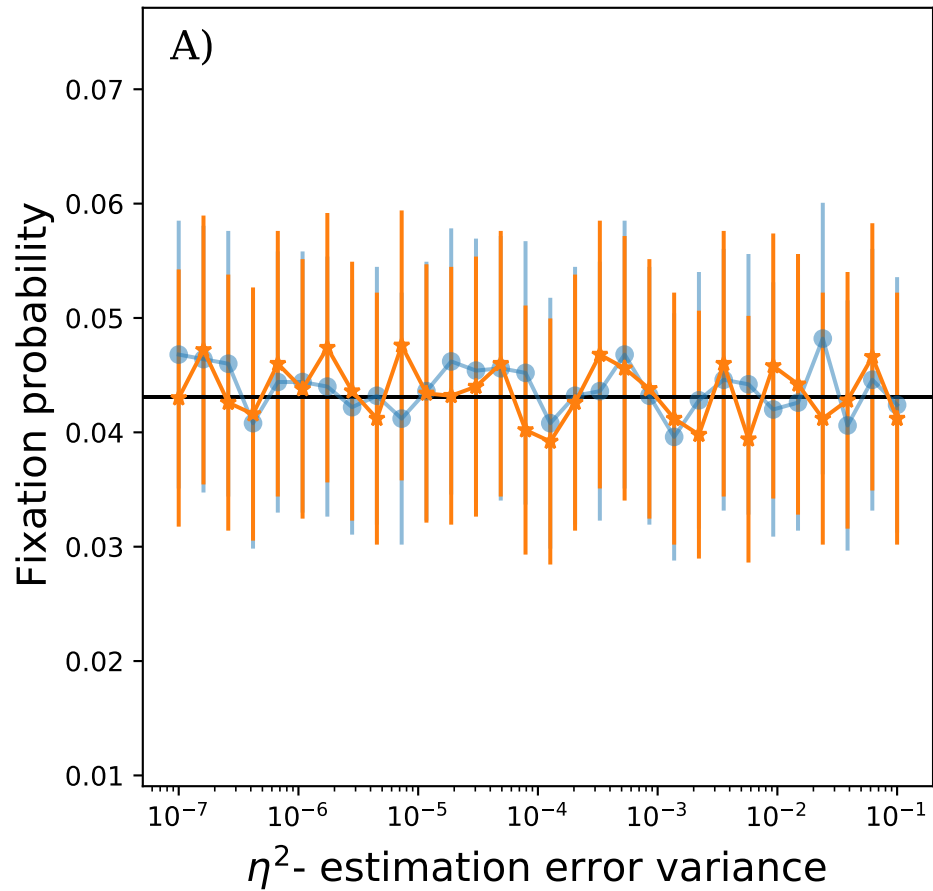 A)
Fixation probability
0.07
0.06
0.05
0.04
0.03
0.02
0.01
10⁻⁷ 10⁻⁶ 10⁻⁵ 10⁻⁴ 10⁻³ 10⁻² 10⁻¹
η²- estimation error variance